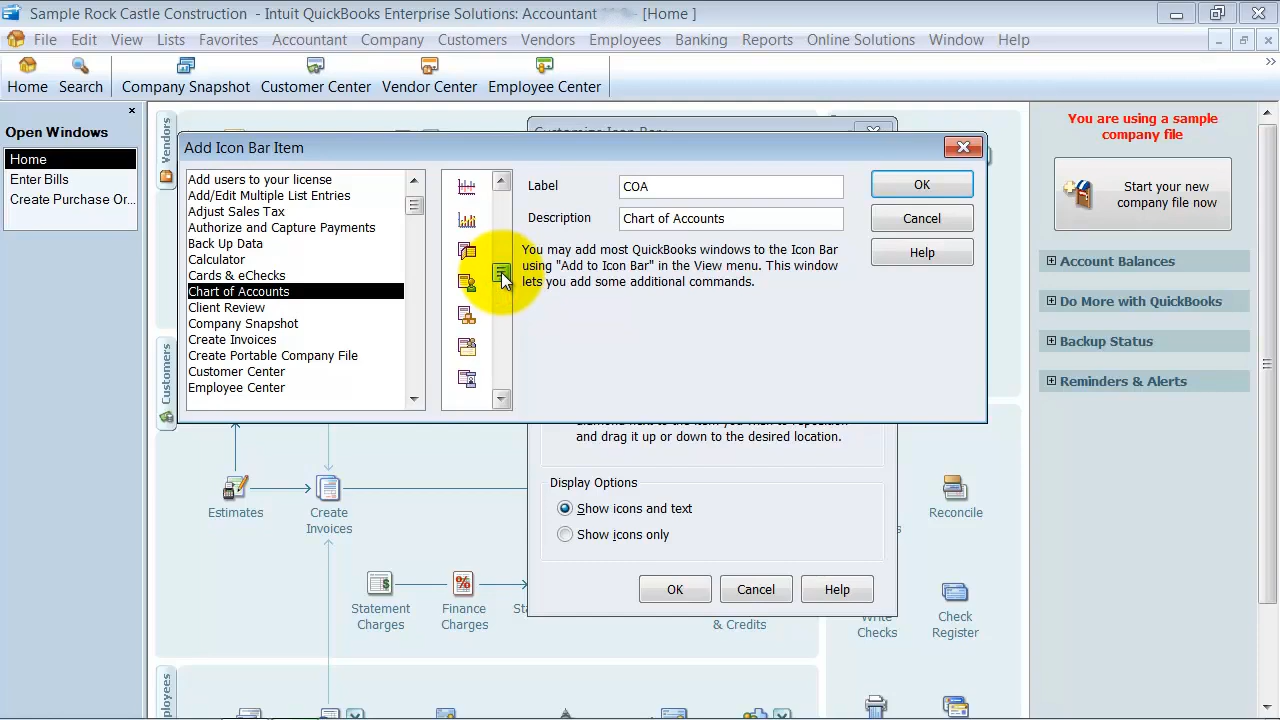 Sample Rock Castle Construction - Intuit QuickBooks Enterprise Solutions: Accountant
[Home ]
File Edit View Lists Favorites Accountant Company Customers Vendors Employees Banking Reports Online Solutions Window Help
Home Search Company Snapshot Customer Center Vendor Center Employee Center
Open Windows
Home
Enter Bills
Create Purchase Or...
Vendors
Customers
Add Icon Bar Item
Add users to your license
Add/Edit Multiple List Entries
Adjust Sales Tax
Authorize and Capture Payments
Back Up Data
Calculator
Cards & eChecks
Chart of Accounts
Client Review
Company Snapshot
Create Invoices
Create Portable Company File
Customer Center
Employee Center
Label COA
Description Chart of Accounts
You may add most QuickBooks windows to the Icon Bar
using "Add to Icon Bar" in the View menu. This window
lets you add some additional commands.
OK
Cancel
Help
and drag it up or down to the desired location.
Display Options
Show icons and text
Show icons only
OK Cancel Help
Estimates
Create
Invoices
Statement
Charges
Finance
Charges
& Credits
Reconcile
Write
Checks
Check
Register
You are using a sample
company file
Start your new
company file now
Account Balances
Do More with QuickBooks
Backup Status
Reminders & Alerts